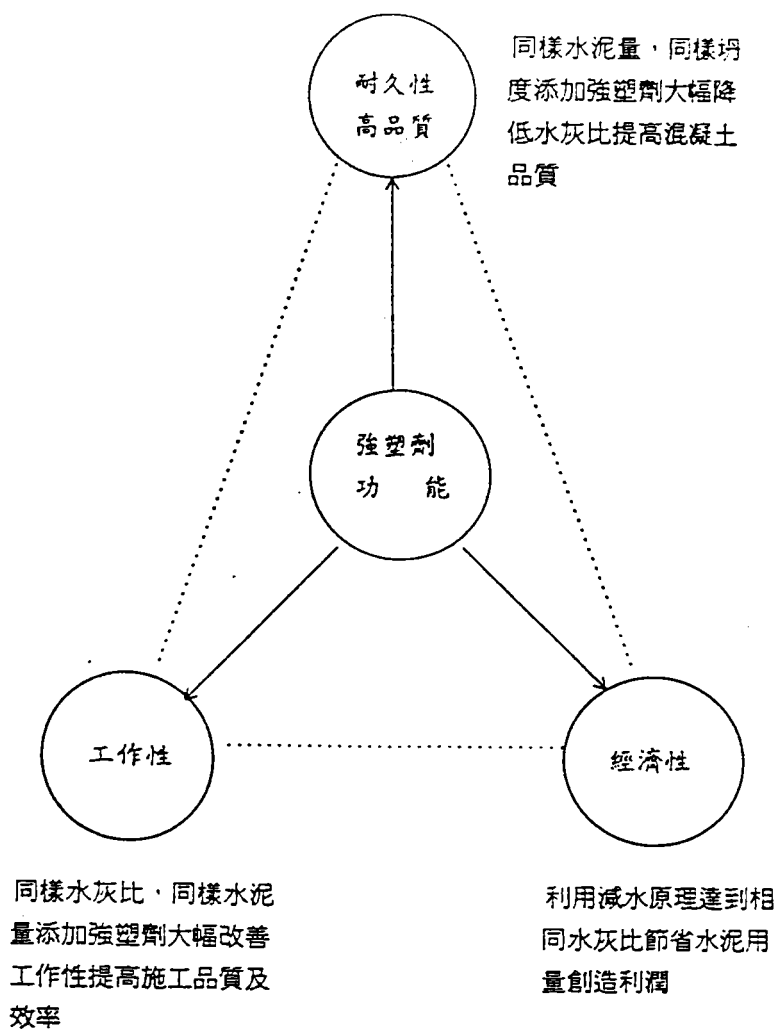 耐久性
高品質
同樣水泥量，同樣坍
度添加強塑劑大幅降
低水灰比提高混凝土
品質
強塑劑
功 能
工作性
經濟性
同樣水灰比，同樣水泥
量添加強塑劑大幅改善
工作性提高施工品質及
效率
利用減水原理達到相
同水灰比節省水泥用
量創造利潤